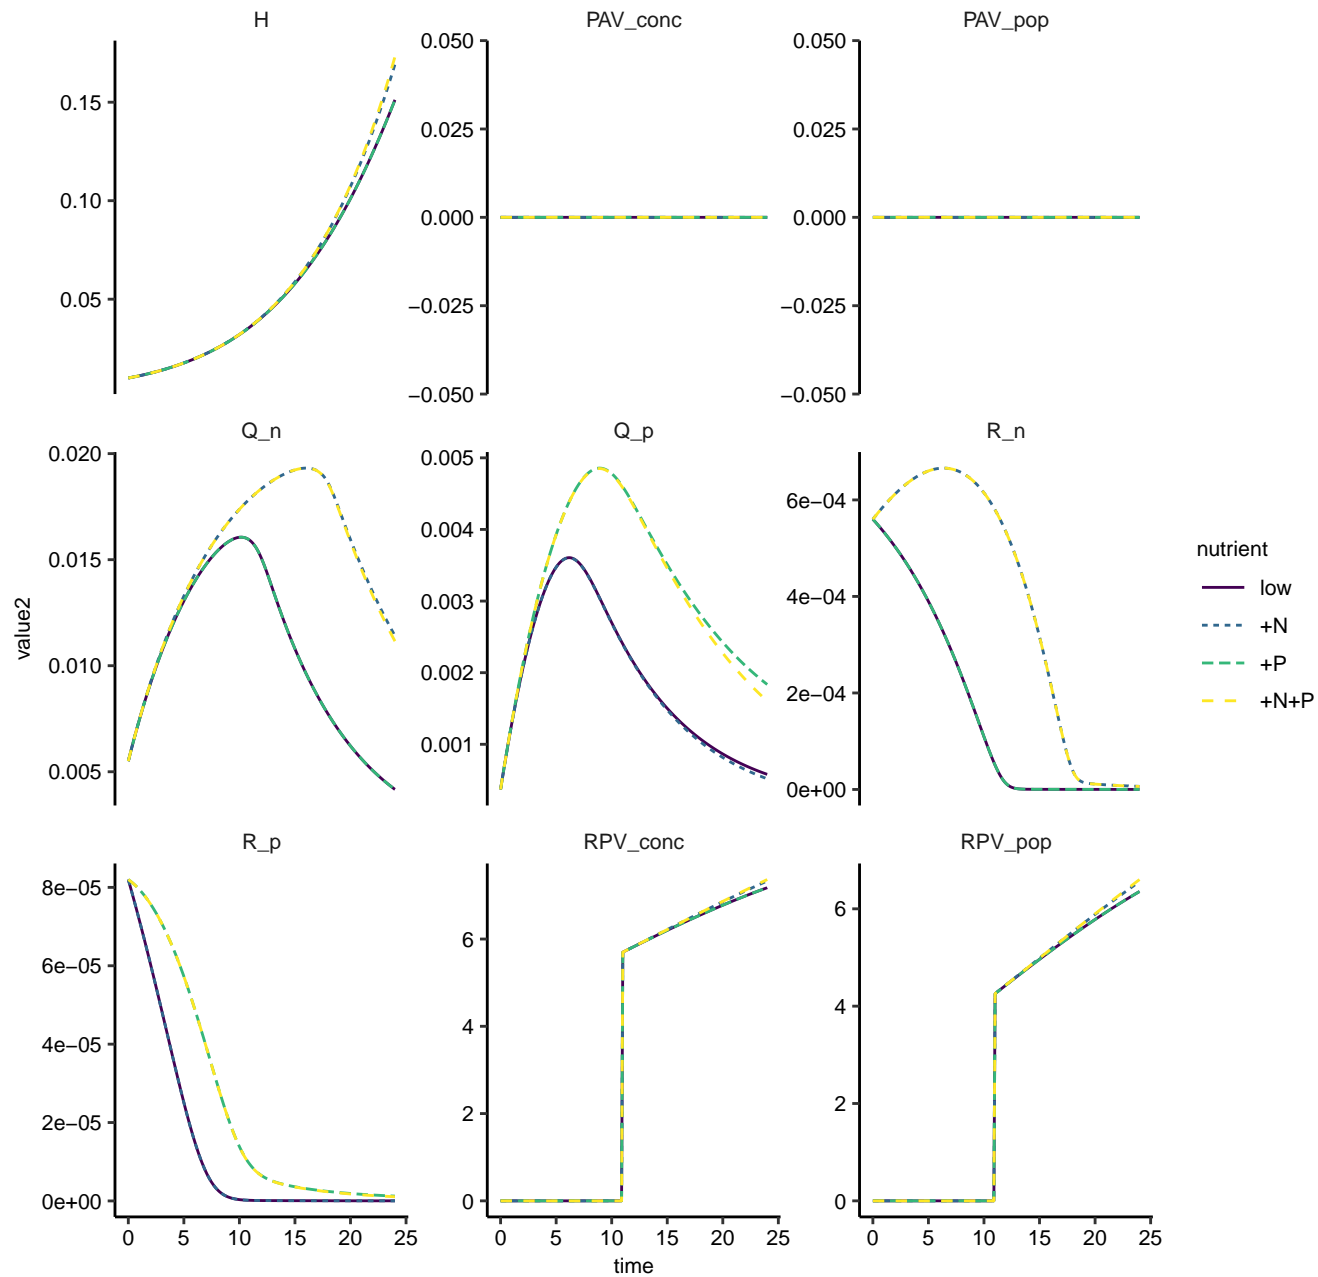 H
PAV_conc
PAV_pop
0.15
0.10
0.05
0.050
0.025
0.000
−0.025
−0.050
0.050
0.025
0.000
−0.025
−0.050
Q_n
Q_p
R_n
0.020
0.015
0.010
0.005
0.005
0.004
0.003
0.002
0.001
6e−04
4e−04
2e−04
0e+00
R_p
RPV_conc
RPV_pop
8e−05
6e−05
4e−05
2e−05
0e+00
6
4
2
0
6
4
2
0
0 5 10 15 20 25
0 5 10 15 20 25
0 5 10 15 20 25
time
value2
nutrient
low
+N
+P
+N+P